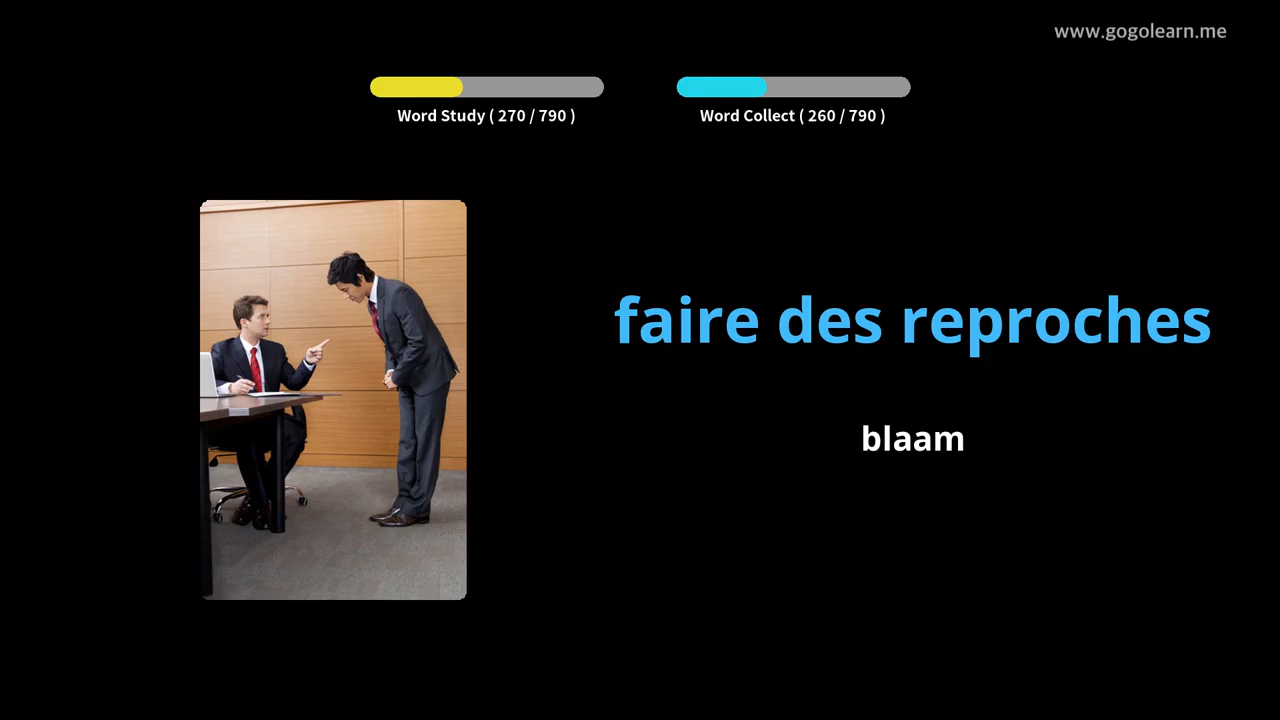 www.gogolearn.me
Word Study ( 270 / 790 )
Word Collect ( 260 / 790 )
faire des reproches
blaam